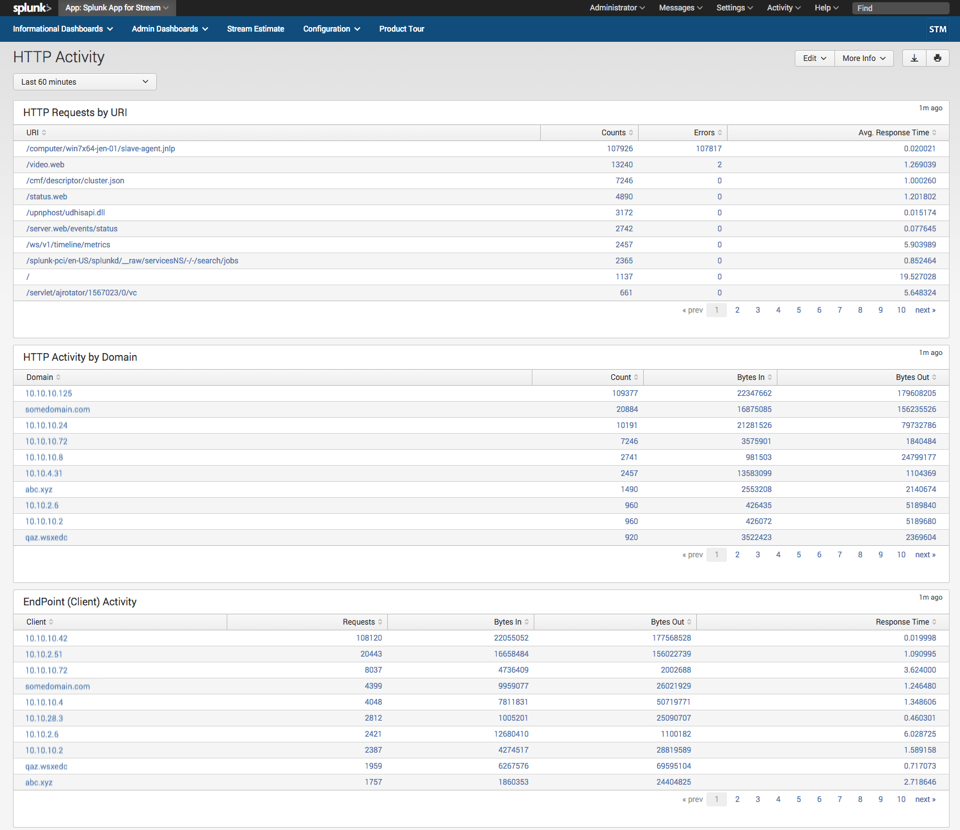 splunk> App: Splunk App for Stream Administrator Messages Settings Activity Help Find
Informational Dashboards Admin Dashboards Stream Estimate Configuration Product Tour STM
HTTP Activity Edit More Info
Last 60 minutes
HTTP Requests by URI 1m ago
URI Counts Errors Avg. Response Time
/computer/win7x64-jen-01/slave-agent.jnlp 107926 107817 0.020021
/video.web 13240 2 1.269039
/cmf/descriptor/cluster.json 7246 0 1.000260
/status.web 4890 0 1.201802
/upnphost/udhisapi.dll 3172 0 0.015174
/server.web/events/status 2742 0 0.077645
/ws/v1/timeline/metrics 2457 0 5.903989
/splunk-pci/en-US/splunkd/__raw/servicesNS/-/-/search/jobs 2365 0 0.852464
/ 1137 0 19.527028
/servlet/ajrotator/1567023/0/vc 661 0 5.648324
« prev 1 2 3 4 5 6 7 8 9 10 next »
HTTP Activity by Domain 1m ago
Domain Count Bytes In Bytes Out
10.10.10.125 109377 22347662 179608205
somedomain.com 20884 16875085 156235526
10.10.10.24 10191 21281526 79732786
10.10.10.72 7246 3575901 1840484
10.10.10.8 2741 981503 24799177
10.10.4.31 2457 13583099 1104369
abc.xyz 1490 2553208 2140674
10.10.2.6 960 426435 5189840
10.10.10.2 960 426072 5189680
qaz.wsxedc 920 3522423 2369604
« prev 1 2 3 4 5 6 7 8 9 10 next »
EndPoint (Client) Activity 1m ago
Client Requests Bytes In Bytes Out Response Time
10.10.10.42 108120 22055052 177568528 0.019998
10.10.2.51 20443 16658484 156022739 1.090995
10.10.10.72 8037 4736409 2002688 3.624000
somedomain.com 4399 9959077 26021929 1.246480
10.10.10.4 4048 7811831 50719771 1.348606
10.10.28.3 2812 1005201 25090707 0.460301
10.10.2.6 2421 12680410 1100182 6.028725
10.10.10.2 2387 4274517 28819589 1.589158
qaz.wsxedc 1959 6267576 69595104 0.717073
abc.xyz 1757 1860353 24404825 2.718646
« prev 1 2 3 4 5 6 7 8 9 10 next »